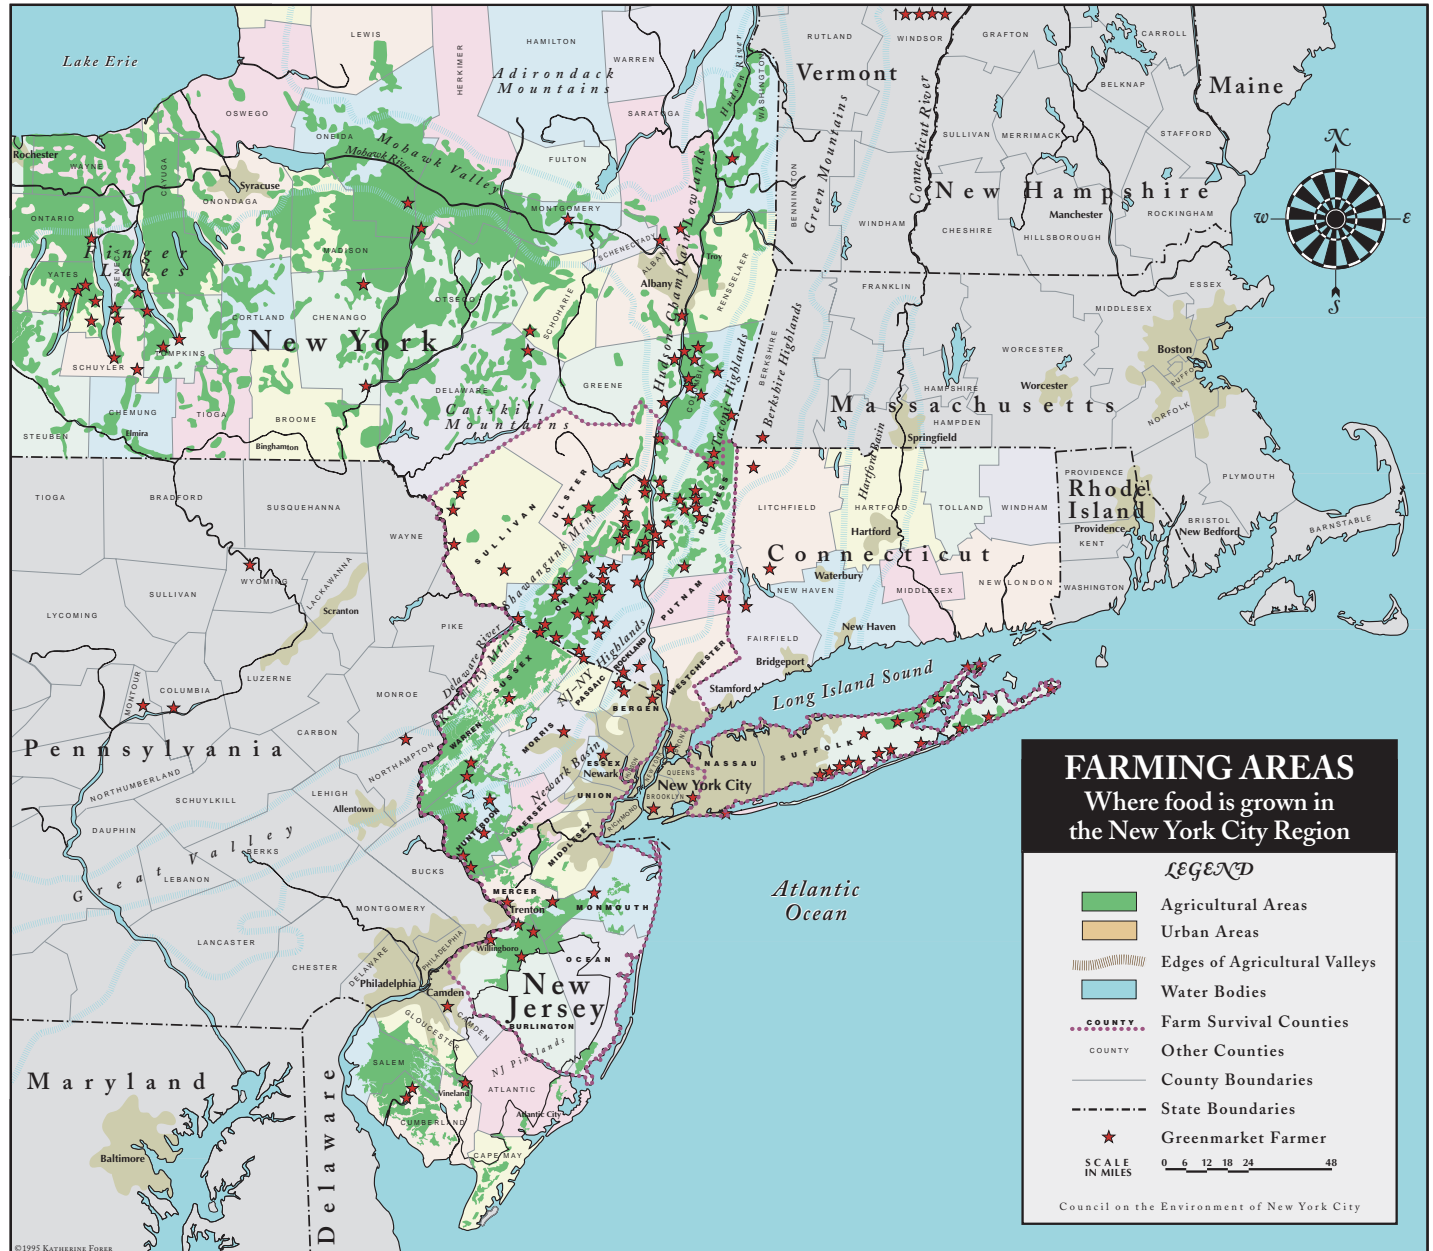 Lake Erie
LEWIS
HERKIMER
HAMILTON
Adirondack
Mountains
WARREN
Hudson River
WASHINGTON
RUTLAND
WINDSOR
GRAFTON
CARROLL
BELKNAP
Vermont
Maine
OSWEGO
ONEIDA
Mohawk Valley
Mohawk River
SARATOGA
FULTON
Green Mountains
Connecticut River
SULLIVAN
MERRIMACK
STAFFORD
Rochester
WAYNE
CAYUGA
Syracuse
ONONDAGA
MONTGOMERY
BENNINGTON
New Hampshire
WINDHAM
CHESHIRE
Manchester
HILLSBOROUGH
ROCKINGHAM
N
W
E
S
ONTARIO
Finger
Lakes
SENECA
YATES
MADISON
SCHENECTADY
ALBANY
Albany
Troy
RENSSELAER
Hudson-Champlain Lowlands
OTSEGO
SCHOHARIE
CORTLAND
CHENANGO
New York
TOMPKINS
SCHUYLER
CHEMUNG
Elmira
STEUBEN
TIOGA
BROOME
Binghamton
DELAWARE
Catskill
Mountains
GREENE
COLUMBIA
Taconic Highlands
BERKSHIRE
Berkshire Highlands
FRANKLIN
HAMPSHIRE
HAMPDEN
Springfield
Hartford Basin
Massachusetts
WORCESTER
Worcester
MIDDLESEX
ESSEX
Boston
SUFFOLK
NORFOLK
PLYMOUTH
BRISTOL
New Bedford
BARNSTABLE
PROVIDENCE
Rhode
Island
Providence
KENT
WASHINGTON
LITCHFIELD
HARTFORD
Hartford
TOLLAND
WINDHAM
Connecticut
Waterbury
NEW HAVEN
MIDDLESEX
NEW LONDON
New Haven
FAIRFIELD
Bridgeport
Stamford
Long Island Sound
TIOGA
BRADFORD
SUSQUEHANNA
WAYNE
SULLIVAN
ULSTER
DUTCHESS
Shawangunk Mtns
ORANGE
PUTNAM
Highlands
ROCKLAND
WESTCHESTER
WYOMING
LACKAWANNA
Scranton
SULLIVAN
LYCOMING
PIKE
Delaware River
Kittatiny Mtns
SUSSEX
NJ-NY
PASSAIC
BERGEN
LUZERNE
MONTOUR
COLUMBIA
MONROE
CARBON
Pennsylvania
NORTHAMPTON
WARREN
MORRIS
Newark Basin
ESSEX
Newark
HUDSON
BRONX
QUEENS
New York City
BROOKLYN
RICHMOND
UNION
NASSAU
SUFFOLK
NORTHUMBERLAND
SCHUYLKILL
LEHIGH
Allentown
DAUPHIN
Great Valley
BERKS
LEBANON
BUCKS
HUNTERDON
SOMERSET
MIDDLESEX
MERCER
Trenton
MONMOUTH
MONTGOMERY
LANCASTER
CHESTER
DELAWARE
PHILADELPHIA
Philadelphia
Willingboro
Camden
CAMDEN
GLOUCESTER
OCEAN
New
Jersey
BURLINGTON
NJ Pinelands
SALEM
Vineland
ATLANTIC
Atlantic City
CUMBERLAND
CAPE MAY
Maryland
Baltimore
Delaware
Atlantic
Ocean
FARMING AREAS
Where food is grown in
the New York City Region
LEGEND
Agricultural Areas
Urban Areas
Edges of Agricultural Valleys
Water Bodies
COUNTY Farm Survival Counties
COUNTY Other Counties
County Boundaries
State Boundaries
Greenmarket Farmer
SCALE
IN MILES
0 6 12 18 24 48
Council on the Environment of New York City
©1995 KATHERINE FORER